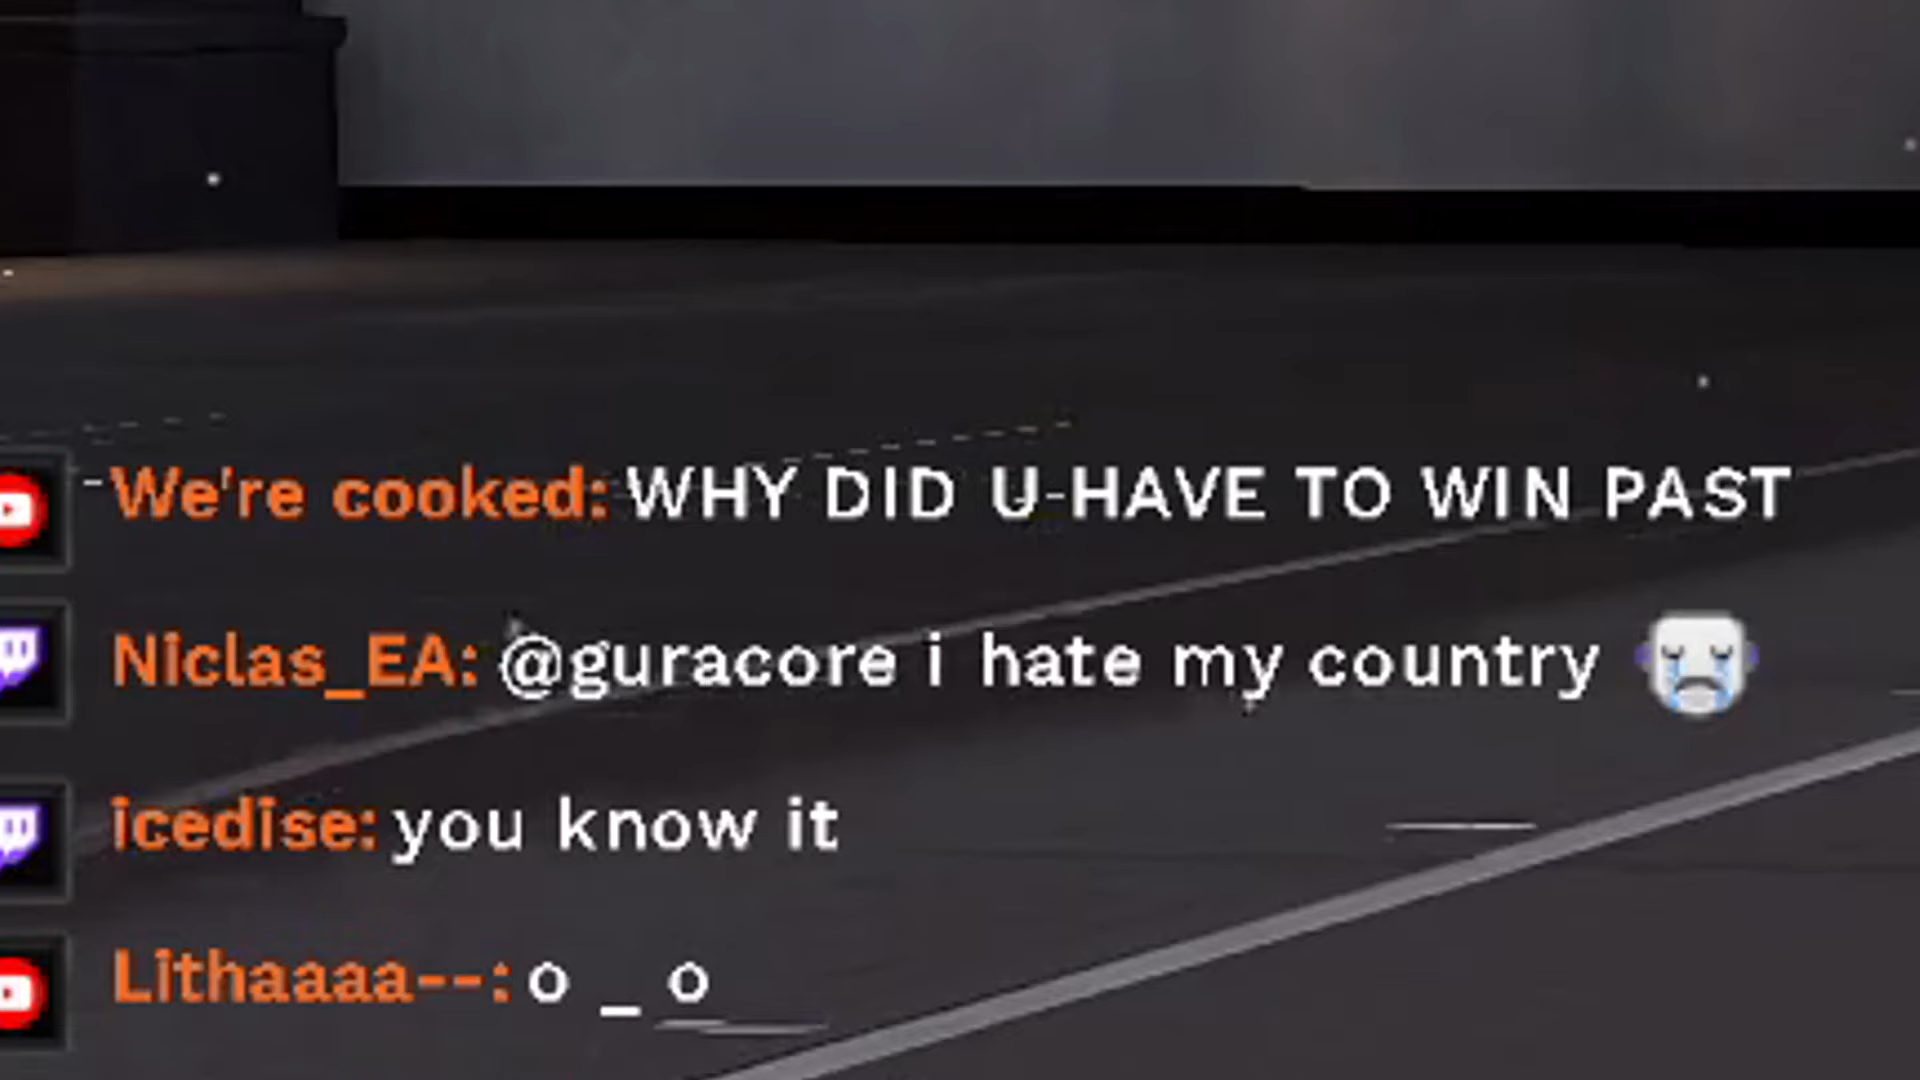 We're cooked: WHY DID U HAVE TO WIN PAST
Niclas_EA: @guracore i hate my country 😭
icedise: you know it
Lithaaaa--: o _ o